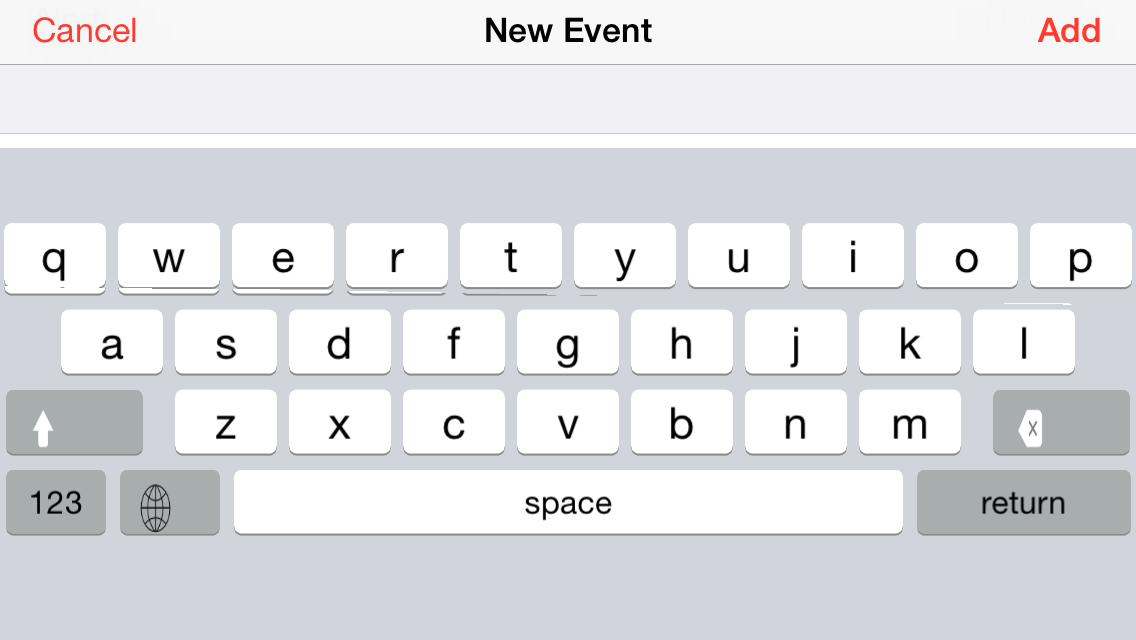 Cancel New Event Add
q w e r t y u i o p
a s d f g h j k l
z x c v b n m
123 space return